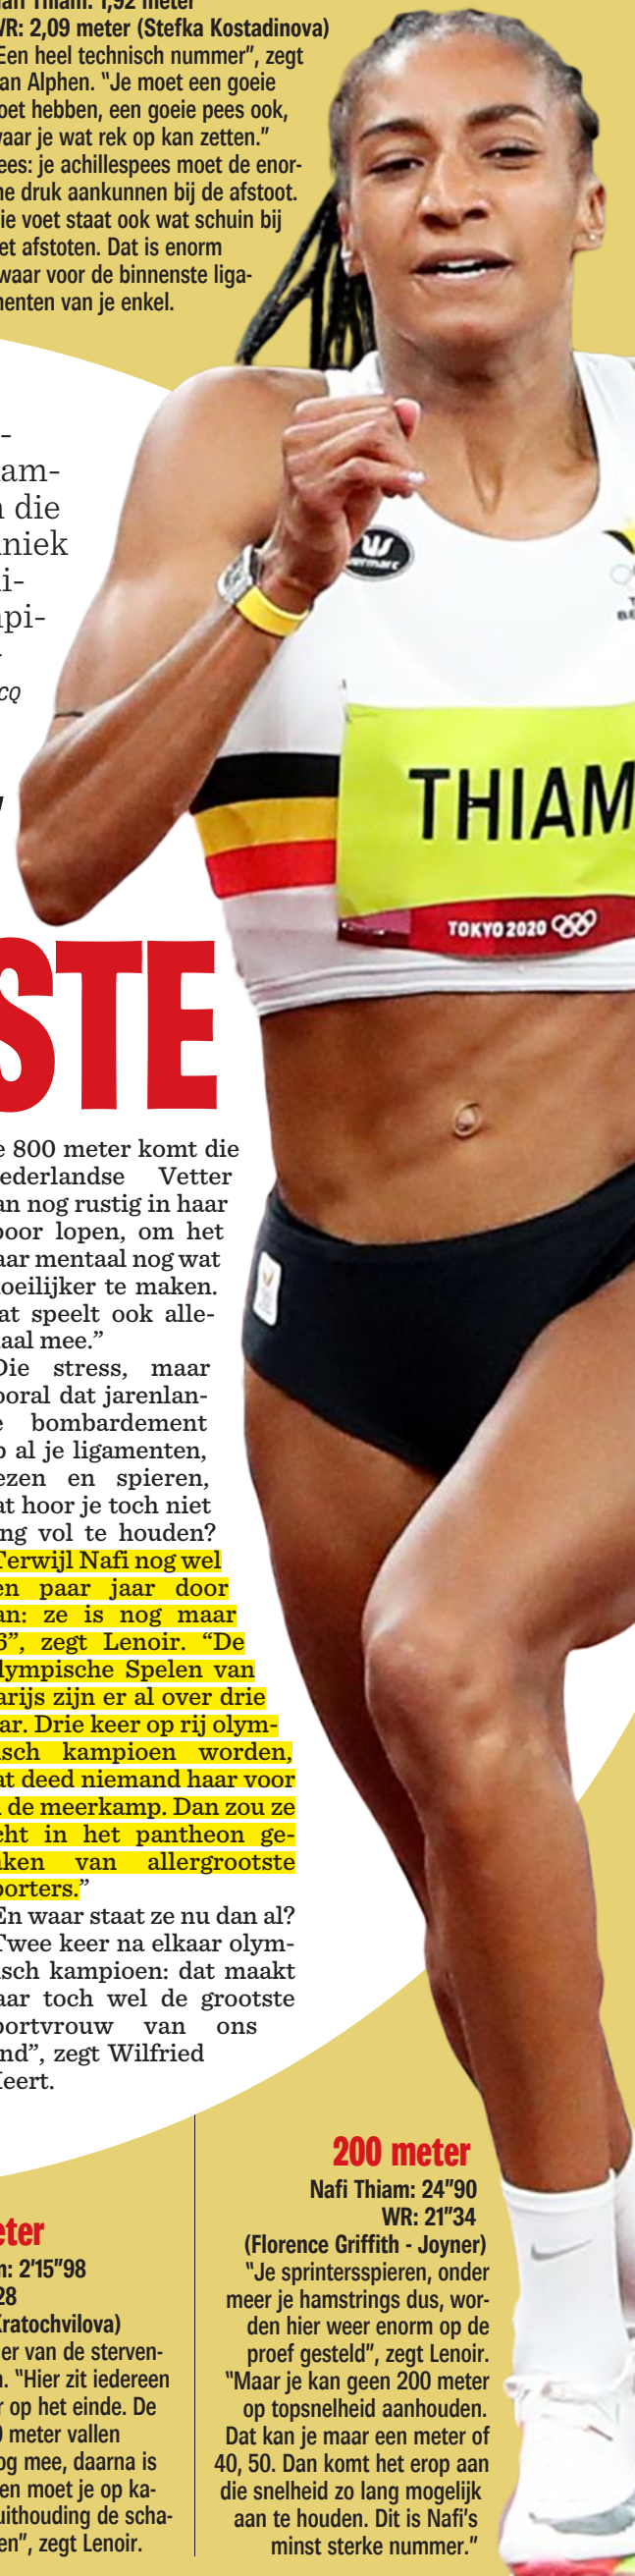 Nafi Thiam: 1,92 meter
WR: 2,09 meter (Stefka Kostadinova)
Een heel technisch nummer”, zegt
an Alphen. “Je moet een goeie
oet hebben, een goeie pees ook,
aar je wat rek op kan zetten.”
ees: je achillespees moet de enor-
ne druk aankunnen bij de afstoot.
ie voet staat ook wat schuin bij
et afstoten. Dat is enorm
waar voor de binnenste liga-
menten van je enkel.
-
am-
die
niek
i-
pi-
CQ
THIAM
TOKYO 2020
STE
e 800 meter komt die
ederlandse Vetter
an nog rustig in haar
poor lopen, om het
aar mentaal nog wat
oeilijker te maken.
at speelt ook alle-
aal mee.”
Die stress, maar
ooral dat jarenlan-
e bombardement
p al je ligamenten,
ezen en spieren,
at hoor je toch niet
ng vol te houden?
Terwijl Nafi nog wel
en paar jaar door
an: ze is nog maar
6”, zegt Lenoir. “De
lympische Spelen van
arijs zijn er al over drie
ar. Drie keer op rij olym-
isch kampioen worden,
at deed niemand haar voor
de meerkamp. Dan zou ze
cht in het pantheon ge-
aken van allergrootste
porters.”
En waar staat ze nu dan al?
Twee keer na elkaar olym-
isch kampioen: dat maakt
aar toch wel de grootste
portvrouw van ons
nd”, zegt Wilfried
Meert.
eter
m: 2’15”98
28
Kratochvilova)
er van de sterven-
n. “Hier zit iedereen
r op het einde. De
0 meter vallen
og mee, daarna is
en moet je op ka-
uithouding de scha-
en”, zegt Lenoir.
200 meter
Nafi Thiam: 24”90
WR: 21”34
(Florence Griffith - Joyner)
“Je sprintersspieren, onder
meer je hamstrings dus, wor-
den hier weer enorm op de
proef gesteld”, zegt Lenoir.
“Maar je kan geen 200 meter
op topsnelheid aanhouden.
Dat kan je maar een meter of
40, 50. Dan komt het erop aan
die snelheid zo lang mogelijk
aan te houden. Dit is Nafi’s
minst sterke nummer.”